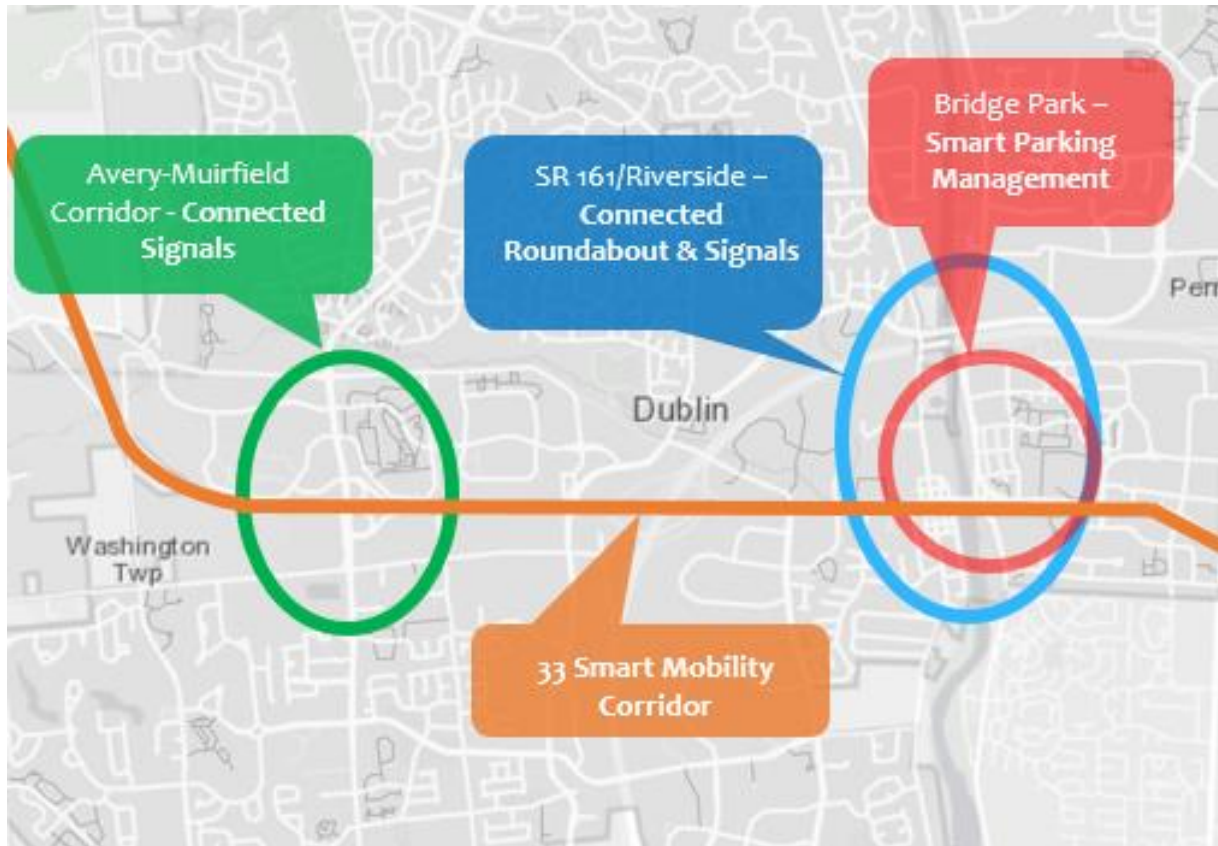 Avery-Muirfield
Corridor - Connected
Signals
SR 161/Riverside –
Connected
Roundabout & Signals
Bridge Park –
Smart Parking
Management
Perr
Dublin
Washington
Twp
33 Smart Mobility
Corridor